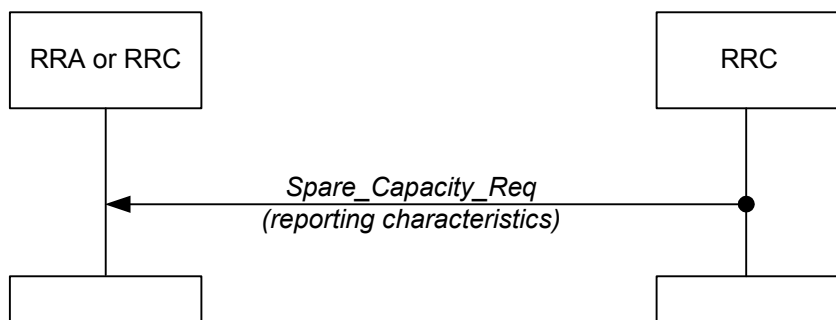 RRA or RRC
RRC
Spare_Capacity_Req
(reporting characteristics)